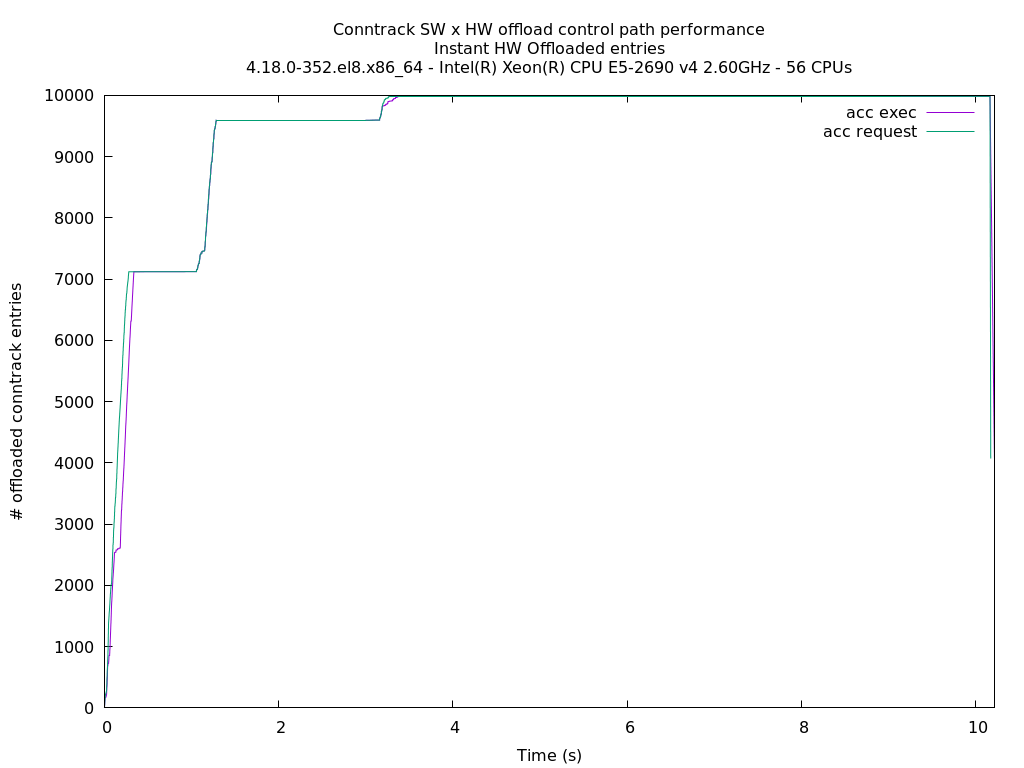 Conntrack SW x HW offload control path performance
Instant HW Offloaded entries
4.18.0-352.el8.x86_64 - Intel(R) Xeon(R) CPU E5-2690 v4 2.60GHz - 56 CPUs
acc exec
acc request
10000
9000
8000
7000
6000
5000
4000
3000
2000
1000
0
# offloaded conntrack entries
0 2 4 6 8 10
Time (s)